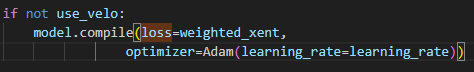 if not use_velo:
    model.compile(loss=weighted_xent,
                  optimizer=Adam(learning_rate=learning_rate))